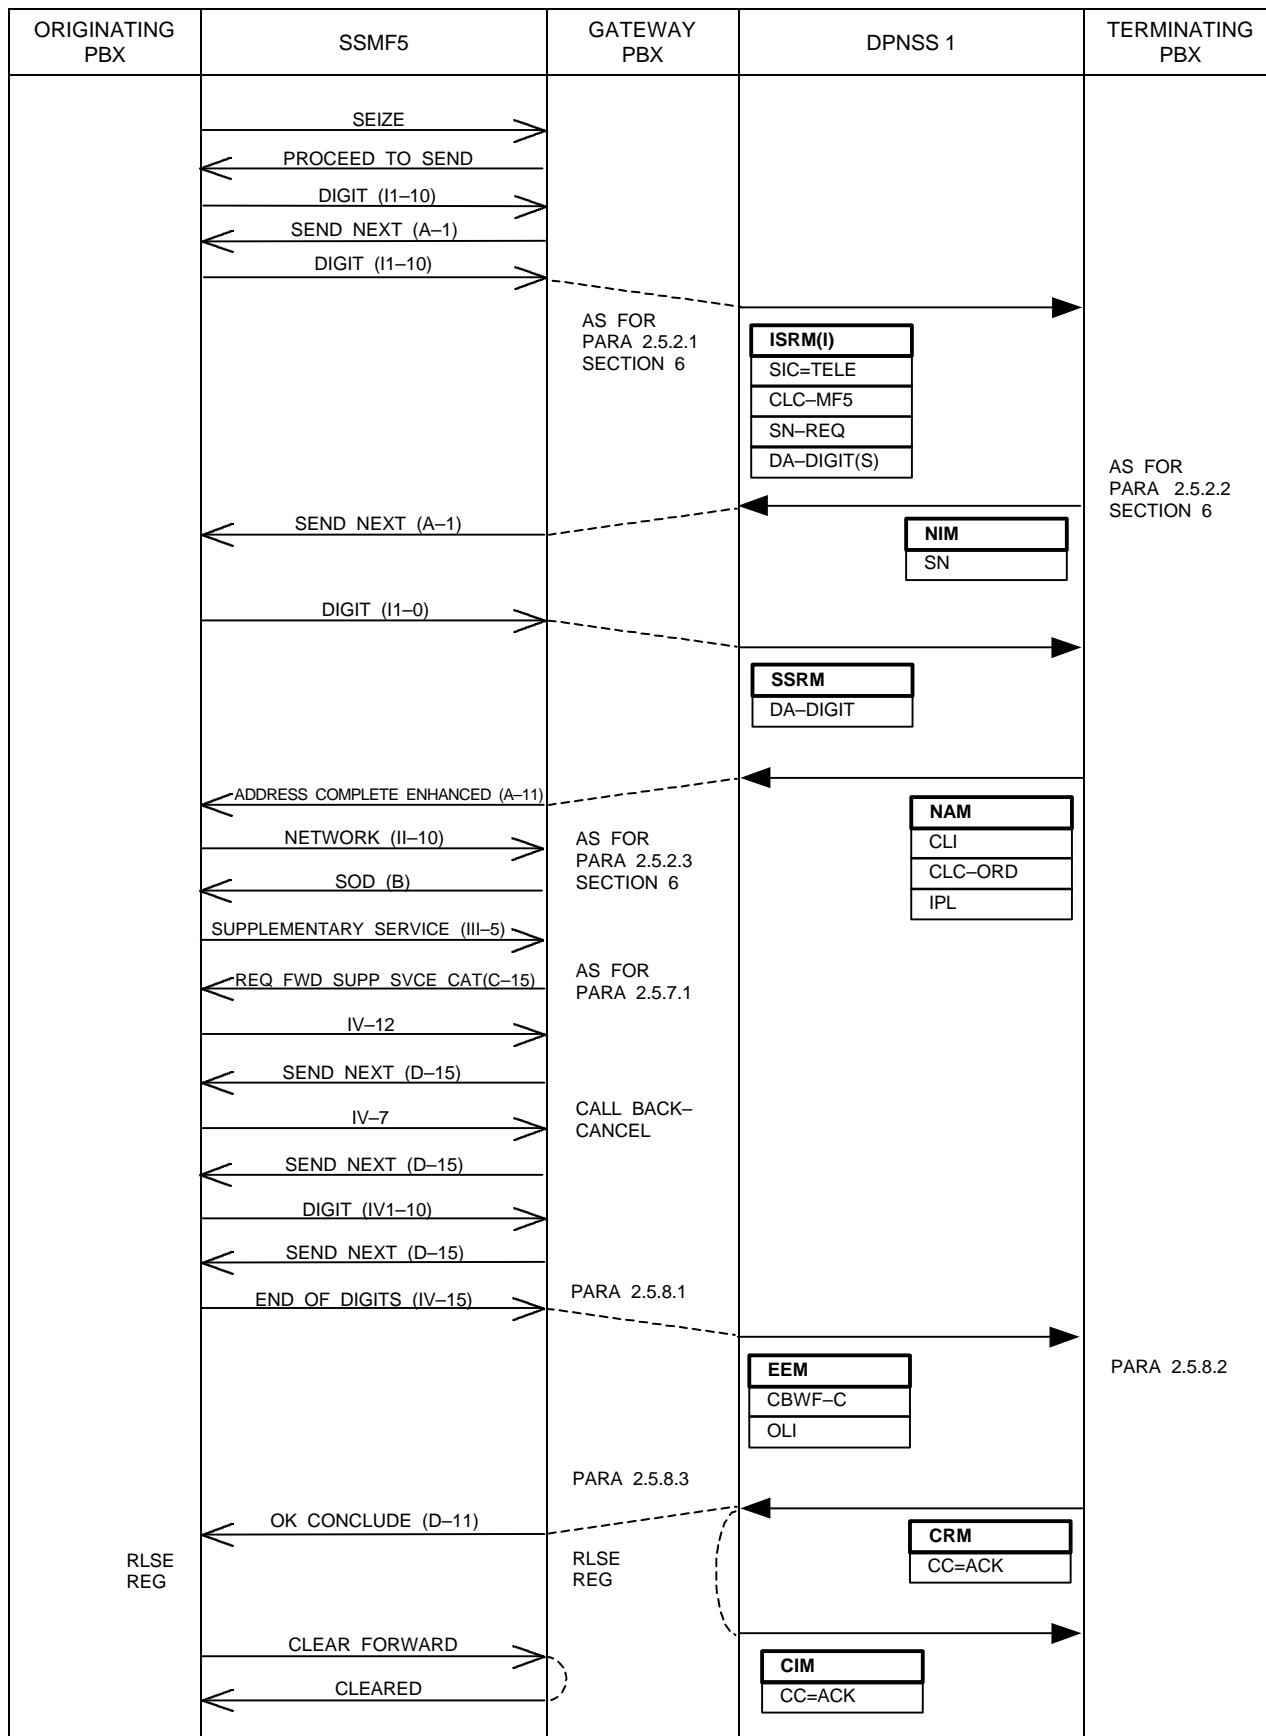 ORIGINATING
PBX
SSMF5
GATEWAY
PBX
DPNSS 1
TERMINATING
PBX
SEIZE
PROCEED TO SEND
DIGIT (I1–10)
SEND NEXT (A–1)
DIGIT (I1–10)
AS FOR
PARA 2.5.2.1
SECTION 6
ISRM(I)
SIC=TELE
CLC–MF5
SN–REQ
DA–DIGIT(S)
AS FOR
PARA 2.5.2.2
SECTION 6
SEND NEXT (A–1)
NIM
SN
DIGIT (I1–0)
SSRM
DA–DIGIT
ADDRESS COMPLETE ENHANCED (A–11)
NAM
CLI
CLC–ORD
IPL
NETWORK (II–10)
AS FOR
PARA 2.5.2.3
SECTION 6
SOD (B)
SUPPLEMENTARY SERVICE (III–5)
REQ FWD SUPP SVCE CAT(C–15)
AS FOR
PARA 2.5.7.1
IV–12
SEND NEXT (D–15)
IV–7
CALL BACK–
CANCEL
SEND NEXT (D–15)
DIGIT (IV1–10)
SEND NEXT (D–15)
END OF DIGITS (IV–15)
PARA 2.5.8.1
EEM
CBWF–C
OLI
PARA 2.5.8.2
PARA 2.5.8.3
OK CONCLUDE (D–11)
CRM
CC=ACK
RLSE
REG
RLSE
REG
CLEAR FORWARD
CIM
CC=ACK
CLEARED